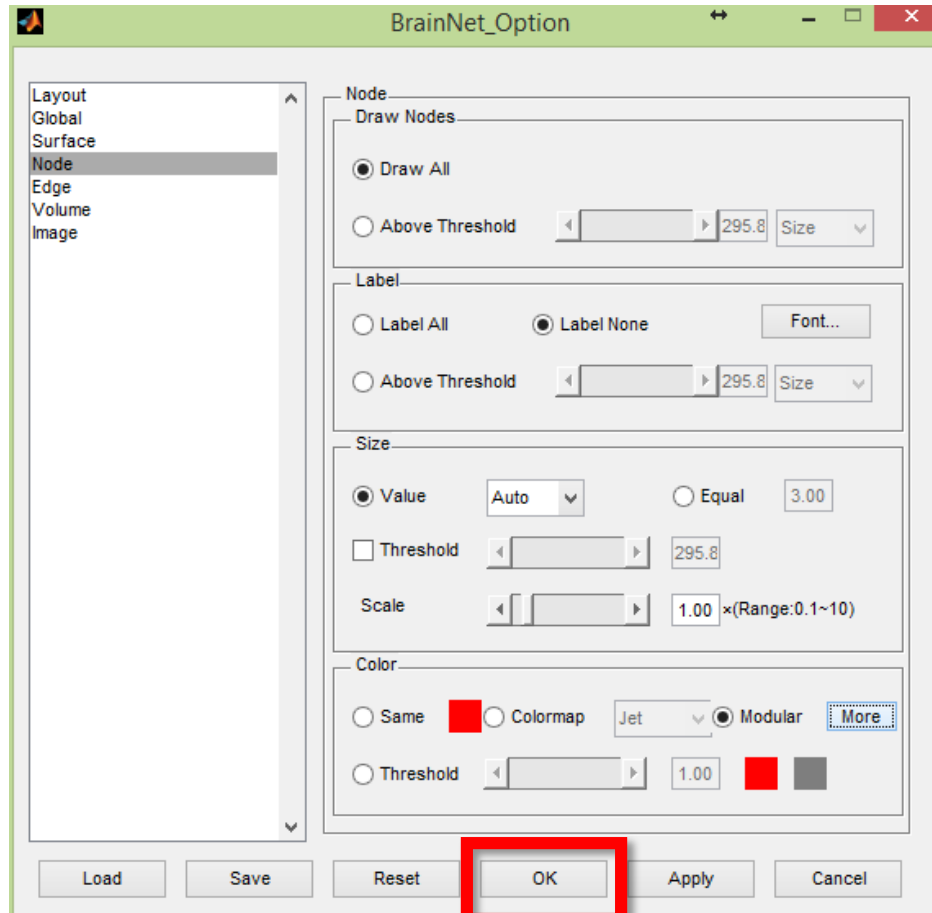 BrainNet_Option
Layout
Global
Surface
Node
Edge
Volume
Image
Node
Draw Nodes
Draw All
Above Threshold 295.8 Size
Label
Label All Label None Font...
Above Threshold 295.8 Size
Size
Value Auto Equal 3.00
Threshold 295.8
Scale 1.00 ×(Range:0.1~10)
Color
Same Colormap Jet Modular More
Threshold 1.00
Load Save Reset OK Apply Cancel